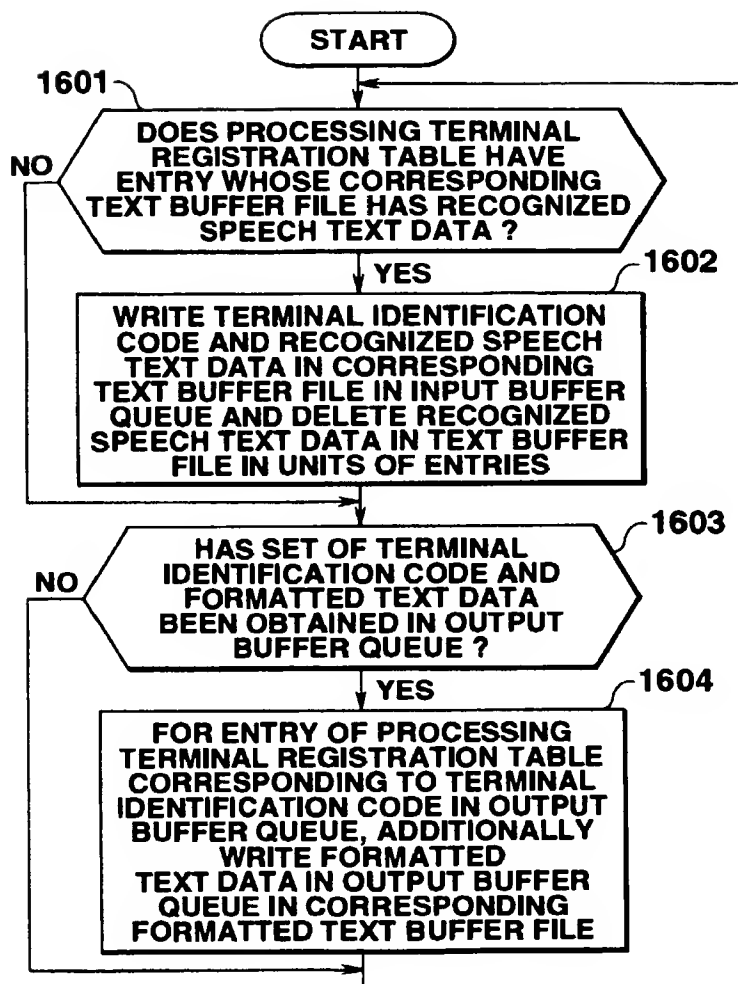 START
1601
DOES PROCESSING TERMINAL
REGISTRATION TABLE HAVE
ENTRY WHOSE CORRESPONDING
TEXT BUFFER FILE HAS RECOGNIZED
SPEECH TEXT DATA ?
NO
YES
1602
WRITE TERMINAL IDENTIFICATION
CODE AND RECOGNIZED SPEECH
TEXT DATA IN CORRESPONDING
TEXT BUFFER FILE IN INPUT BUFFER
QUEUE AND DELETE RECOGNIZED
SPEECH TEXT DATA IN TEXT BUFFER
FILE IN UNITS OF ENTRIES
1603
HAS SET OF TERMINAL
IDENTIFICATION CODE AND
FORMATTED TEXT DATA
BEEN OBTAINED IN OUTPUT
BUFFER QUEUE ?
NO
YES
1604
FOR ENTRY OF PROCESSING
TERMINAL REGISTRATION TABLE
CORRESPONDING TO TERMINAL
IDENTIFICATION CODE IN OUTPUT
BUFFER QUEUE, ADDITIONALLY
WRITE FORMATTED
TEXT DATA IN OUTPUT BUFFER
QUEUE IN CORRESPONDING
FORMATTED TEXT BUFFER FILE